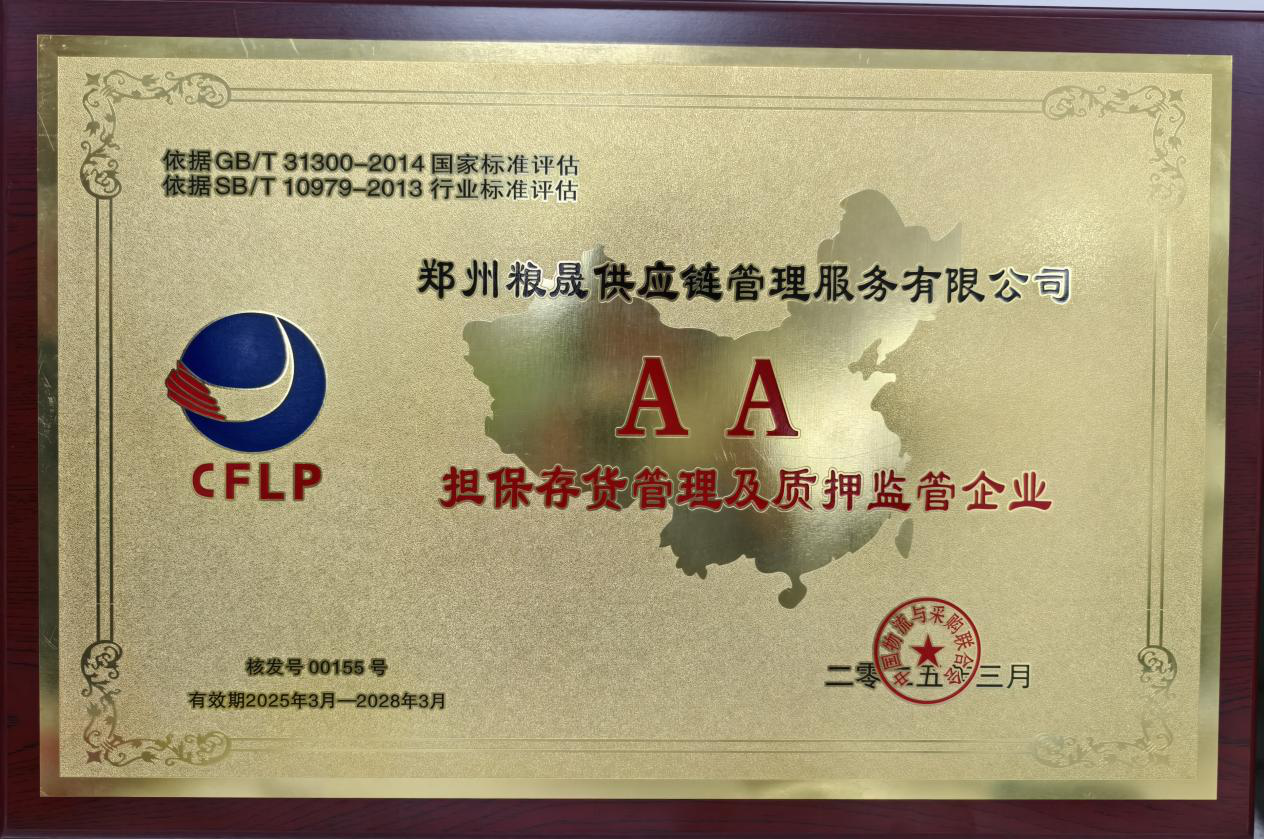 依据GB/T 31300-2014 国家标准评估
依据SB/T 10979-2013 行业标准评估
郑州粮晟供应链管理服务有限公司
A A
CFLP
担保存货管理及质押监管企业
核发号 00155 号
有效期2025年3月—2028年3月
二零二五年三月
中国物流与采购联合会